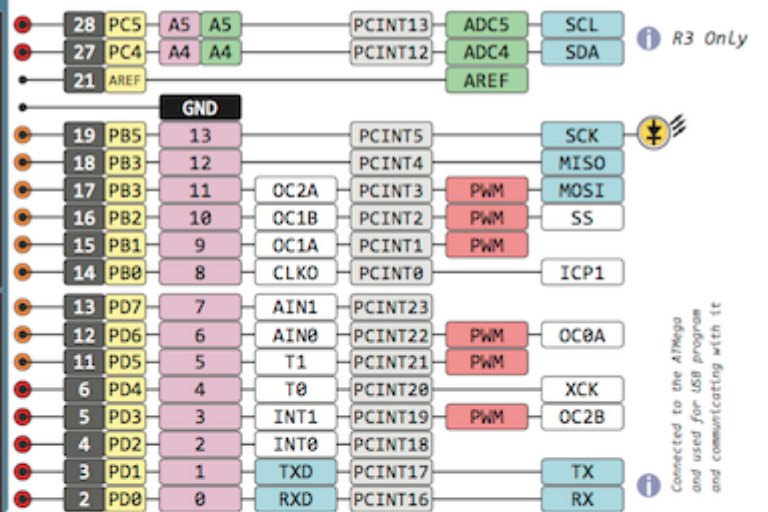 28 PC5 A5 A5 PCINT13 ADC5 SCL
27 PC4 A4 A4 PCINT12 ADC4 SDA
R3 Only
21 AREF AREF
GND
19 PB5 13 PCINT5 SCK
18 PB3 12 PCINT4 MISO
17 PB3 11 OC2A PCINT3 PWM MOSI
16 PB2 10 OC1B PCINT2 PWM SS
15 PB1 9 OC1A PCINT1 PWM
14 PB0 8 CLKO PCINT0 ICP1
13 PD7 7 AIN1 PCINT23
12 PD6 6 AIN0 PCINT22 PWM OC0A
11 PD5 5 T1 PCINT21 PWM
6 PD4 4 T0 PCINT20 XCK
5 PD3 3 INT1 PCINT19 PWM OC2B
4 PD2 2 INT0 PCINT18
3 PD1 1 TXD PCINT17 TX
2 PD0 0 RXD PCINT16 RX
Connected to the ATMega
and used for USB program
and communicating with it